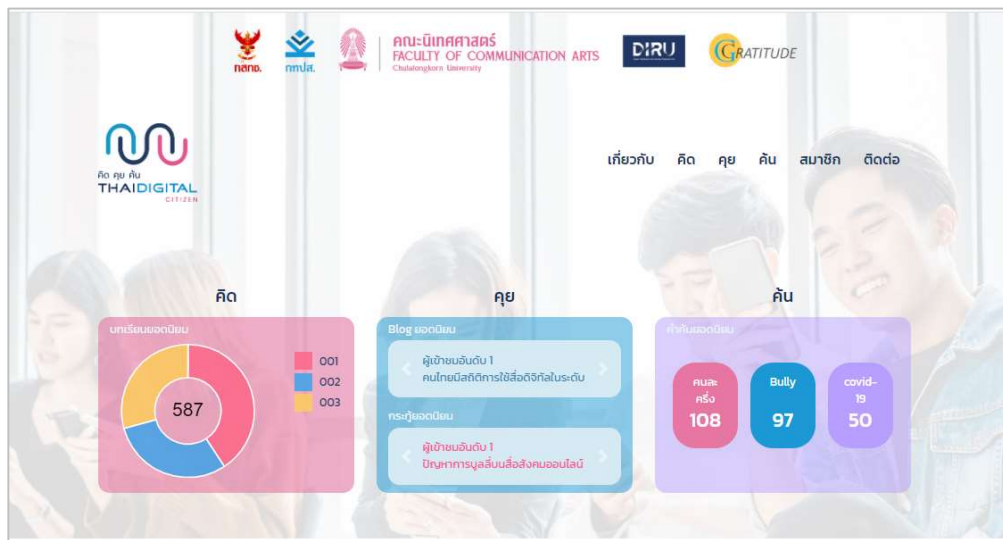 กสทช.
กทปส.
คณะนิเทศศาสตร์
FACULTY OF COMMUNICATION ARTS
Chulalongkorn University
DIRU
GRATITUDE
คิด คุย ค้น
THAIDIGITAL
CITIZEN
เกี่ยวกับ คิด คุย ค้น สมาชิก ติดต่อ
คิด
บทเรียนยอดนิยม
587
001
002
003
คุย
Blog ยอดนิยม
ผู้เข้าชมอันดับ 1
คนไทยมีสถิติการใช้สื่อดิจิทัลในระดับ
กระทู้ยอดนิยม
ผู้เข้าชมอันดับ 1
ปัญหาการบูลลี่บนสื่อสังคมออนไลน์
ค้น
คำค้นยอดนิยม
คนละ
ครึ่ง
108
Bully
97
covid-
19
50